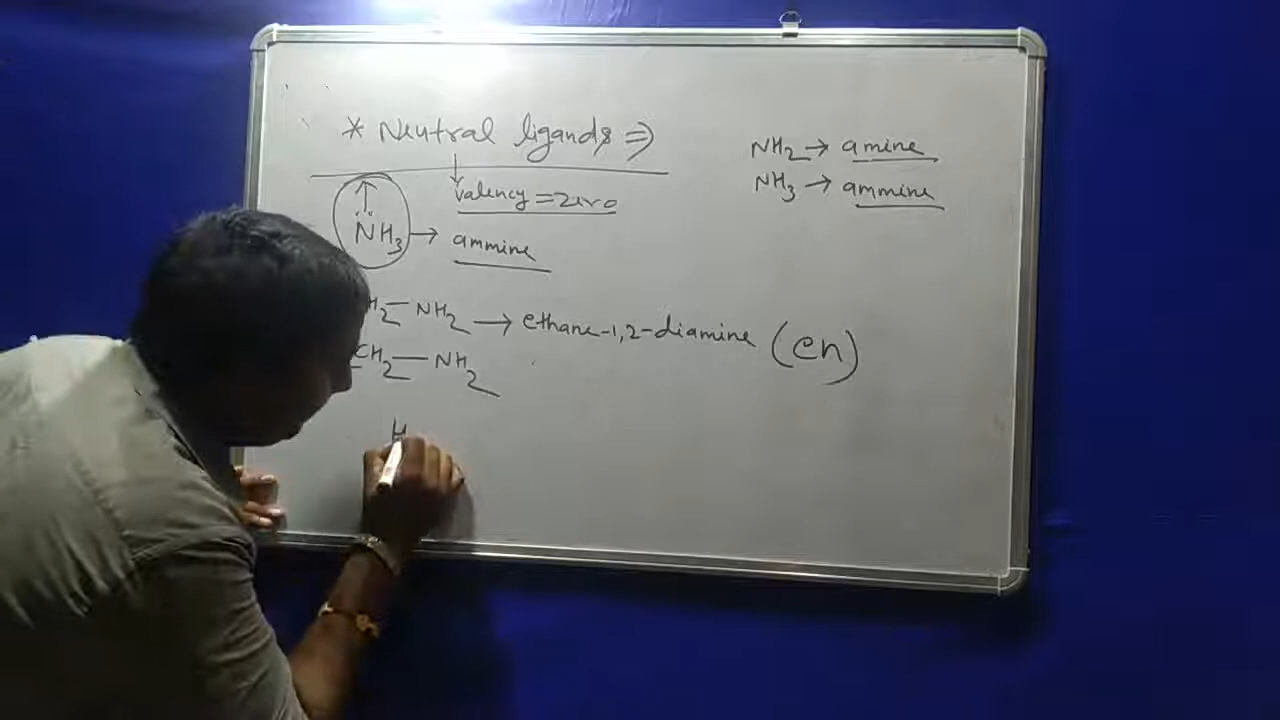 * Neutral ligands ⇒
valency = zero
NH3 → ammine
H2 — NH2 → ethane-1,2-diamine (en)
CH2 — NH2
H
NH2 → amine
NH3 → ammine